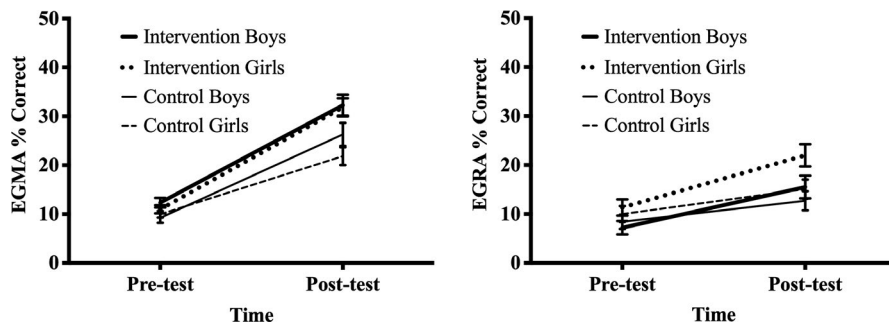 EGMA % Correct
50
40
30
20
10
0
Intervention Boys
Intervention Girls
Control Boys
Control Girls
Pre-test
Post-test
Time
EGRA % Correct
50
40
30
20
10
0
Intervention Boys
Intervention Girls
Control Boys
Control Girls
Pre-test
Post-test
Time